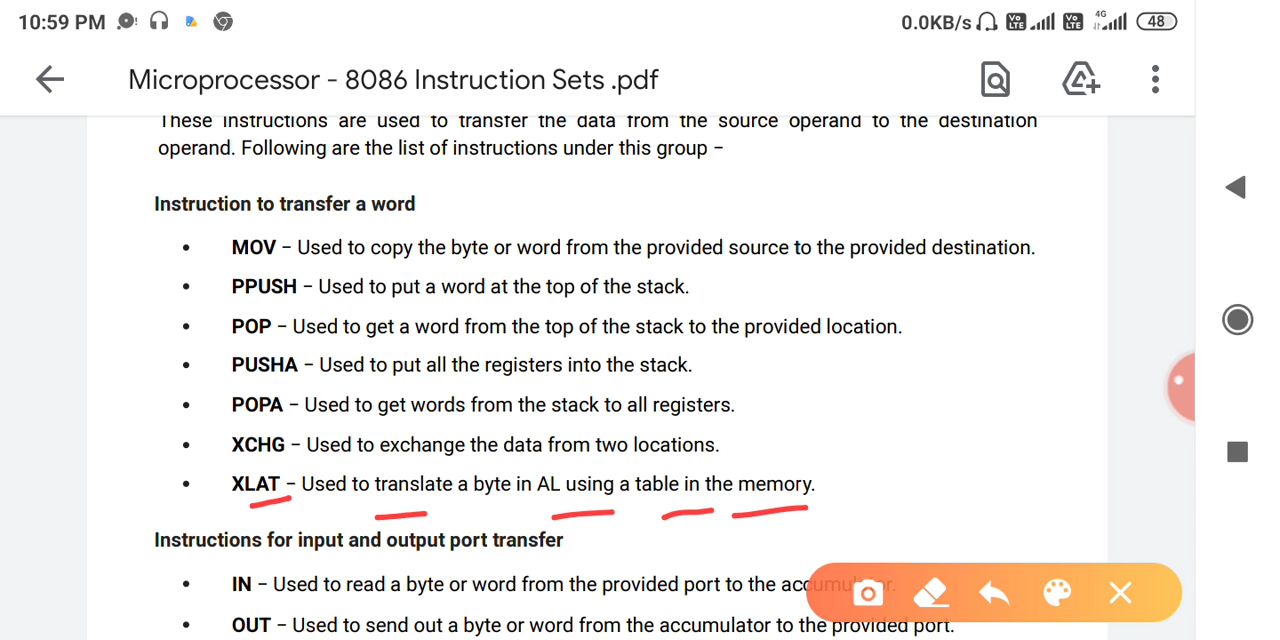 10:59 PM 0.0KB/s Vo LTE Vo LTE 4G 48
Microprocessor - 8086 Instruction Sets .pdf
These instructions are used to transfer the data from the source operand to the destination
operand. Following are the list of instructions under this group −
Instruction to transfer a word
• MOV − Used to copy the byte or word from the provided source to the provided destination.
• PPUSH − Used to put a word at the top of the stack.
• POP − Used to get a word from the top of the stack to the provided location.
• PUSHA − Used to put all the registers into the stack.
• POPA − Used to get words from the stack to all registers.
• XCHG − Used to exchange the data from two locations.
• XLAT − Used to translate a byte in AL using a table in the memory.
Instructions for input and output port transfer
• IN − Used to read a byte or word from the provided port to the accumulator.
• OUT − Used to send out a byte or word from the accumulator to the provided port.